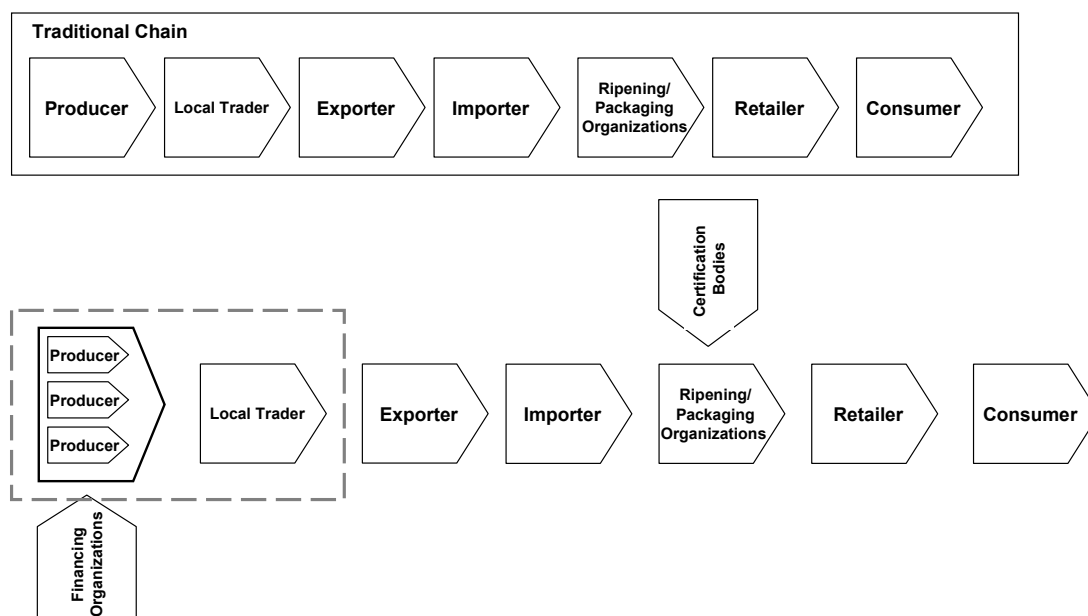 Traditional Chain
Producer
Local Trader
Exporter
Importer
Ripening/
Packaging
Organizations
Retailer
Consumer
Certification
Bodies
Producer
Producer
Producer
Local Trader
Exporter
Importer
Ripening/
Packaging
Organizations
Retailer
Consumer
Financing
Organizations